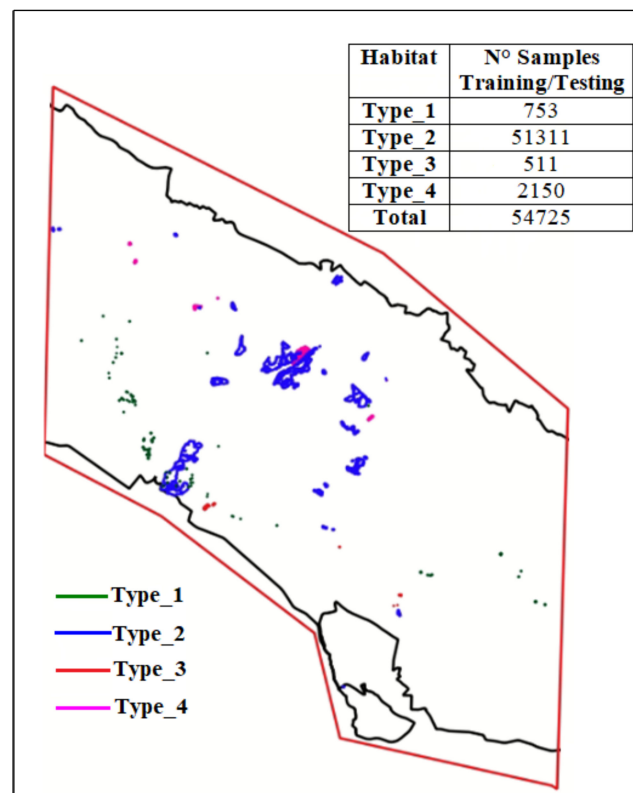 Habitat N° Samples
Training/Testing
Type_1 753
Type_2 51311
Type_3 511
Type_4 2150
Total 54725
Type_1
Type_2
Type_3
Type_4